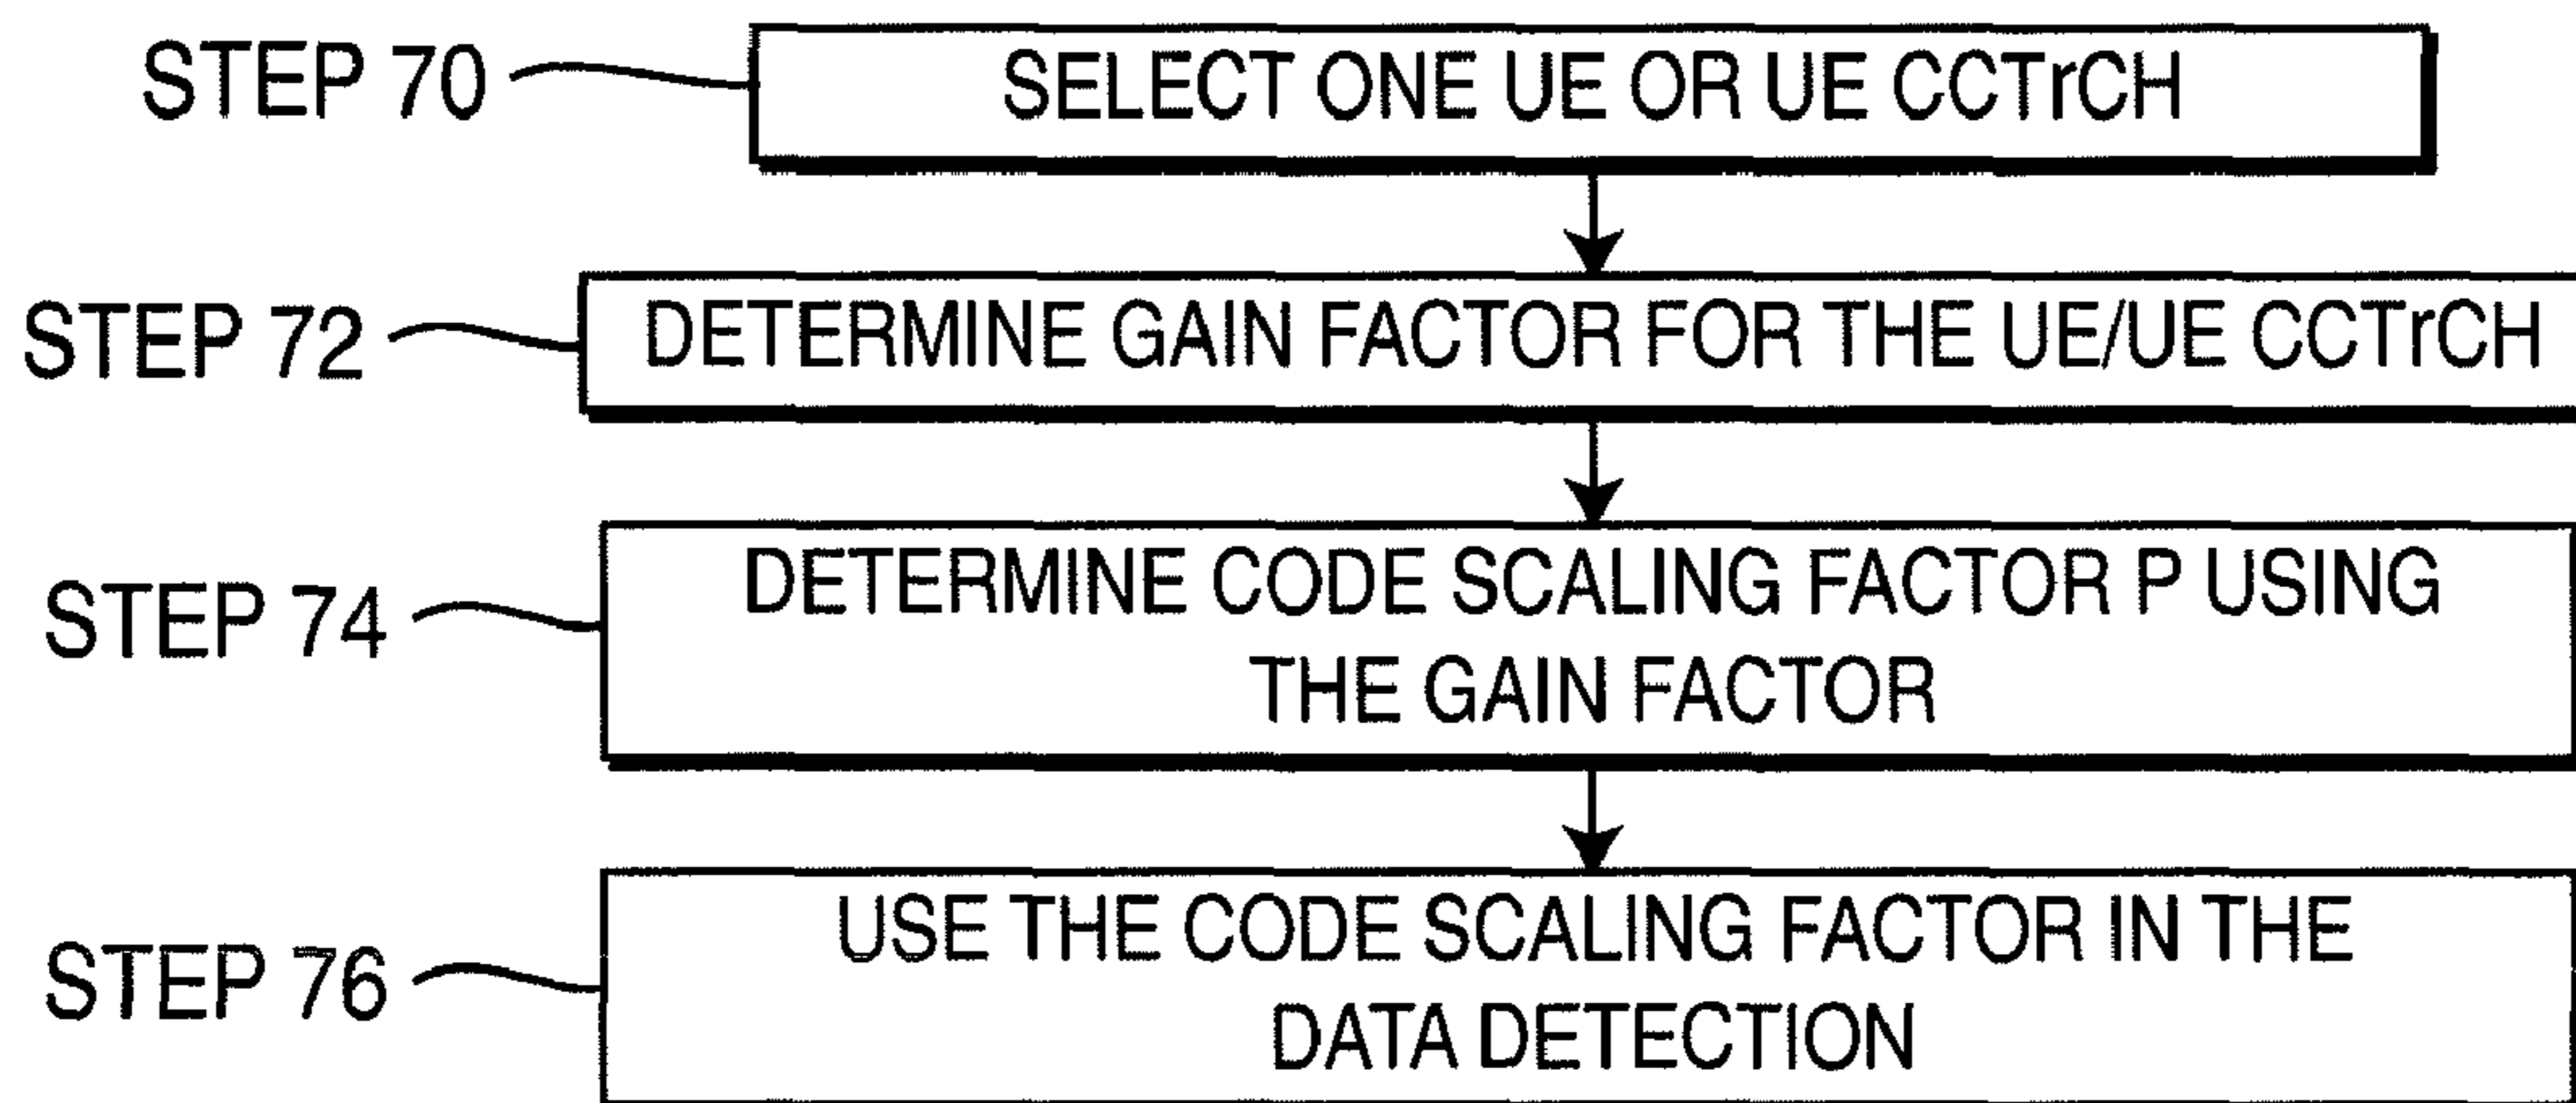 STEP 70
SELECT ONE UE OR UE CCTrCH
STEP 72
DETERMINE GAIN FACTOR FOR THE UE/UE CCTrCH
STEP 74
DETERMINE CODE SCALING FACTOR P USING
THE GAIN FACTOR
STEP 76
USE THE CODE SCALING FACTOR IN THE
DATA DETECTION